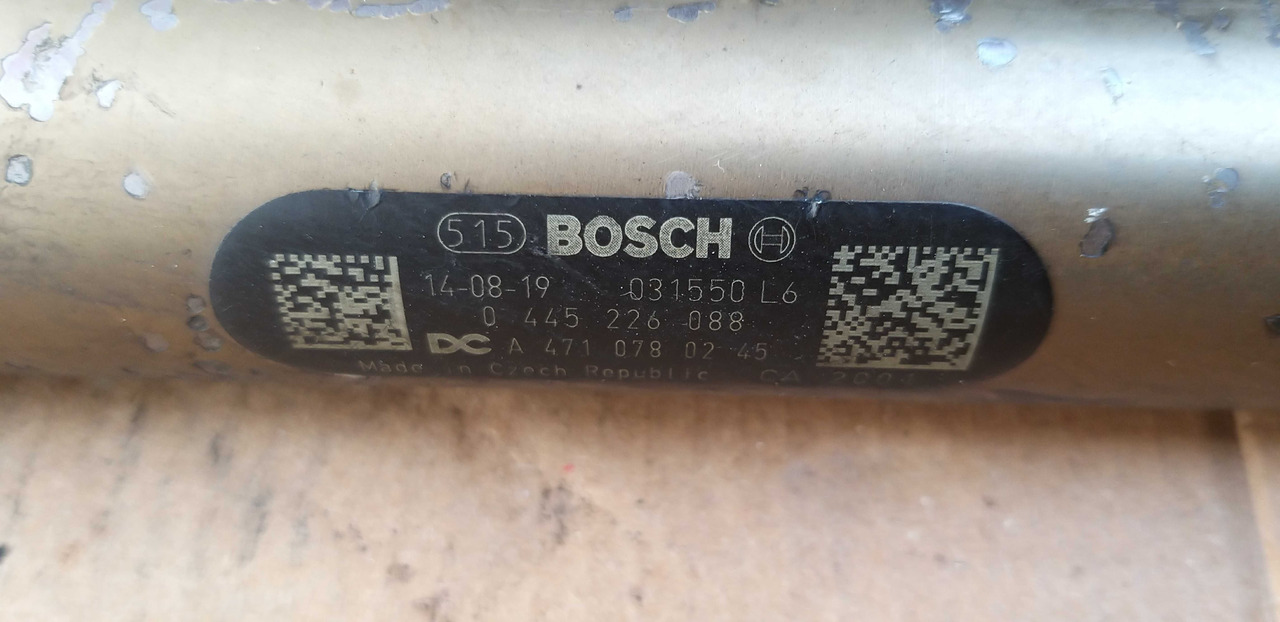 515 BOSCH
14-08-19 031550 L6
0 445 226 088
DC A 471 078 02 45
Made in Czech Republic CA